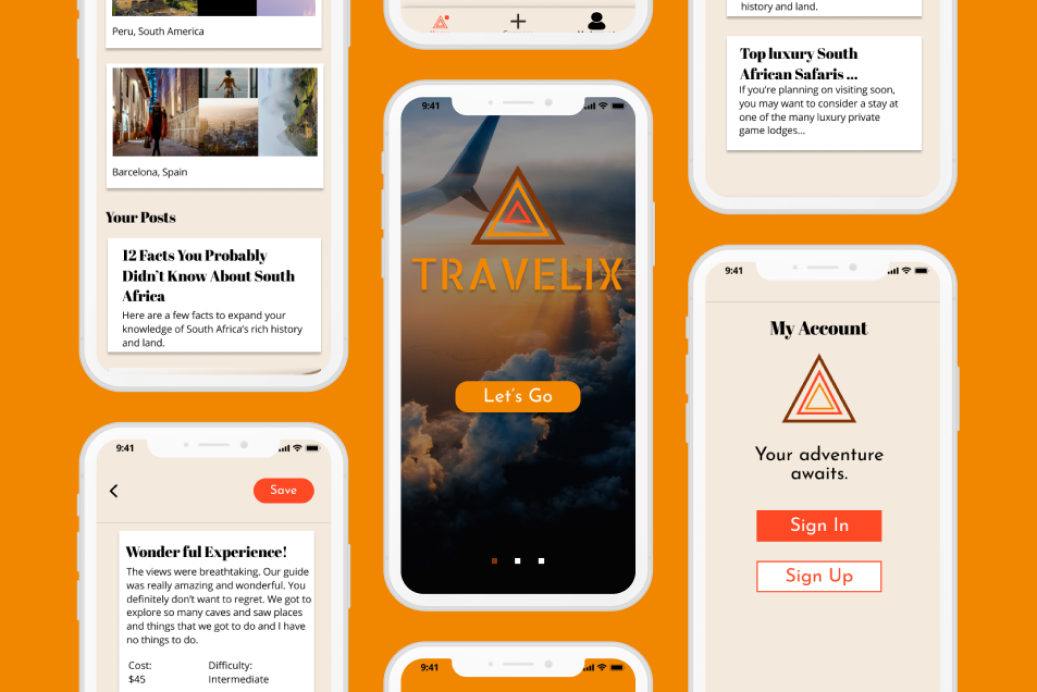 Peru, South America
Barcelona, Spain
Your Posts
12 Facts You Probably
Didn't Know About South
Africa
Here are a few facts to expand your
knowledge of South Africa's rich history
and land.
9:41
Save
Wonder ful Experience!
The views were breathtaking. Our guide
was really amazing and wonderful. You
definitely don't want to regret. We got to
explore so many caves and saw places
and things that we got to do and I have
no things to do.
Cost:
Difficulty:
$45
Intermediate
9:41
TRAVELIX
Let's Go
9:41
history and land.
Top luxury South
African Safaris ...
If you're planning on visiting soon,
you may want to consider a stay at
one of the many luxury private
game lodges...
9:41
My Account
Your adventure
awaits.
Sign In
Sign Up